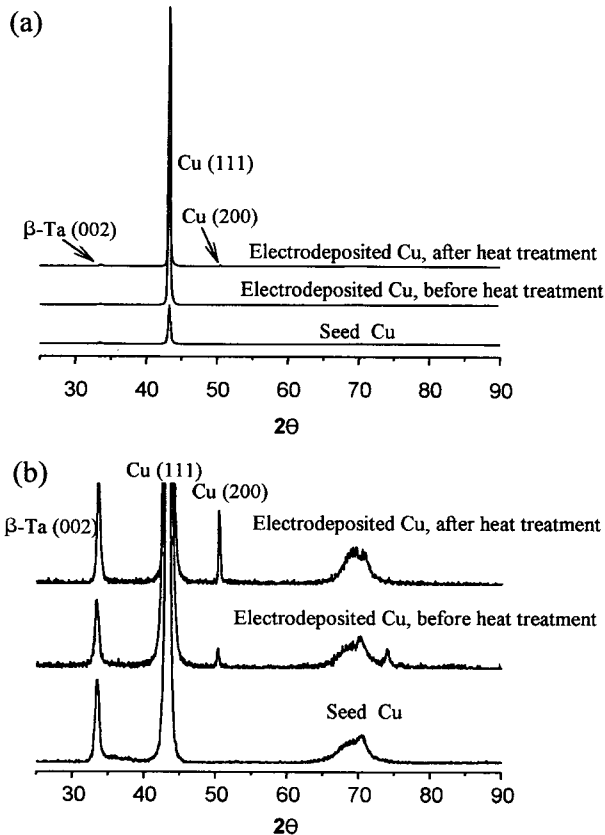 (a)
Cu (111)
Cu (200)
β-Ta (002)
Electrodeposited Cu, after heat treatment
Electrodeposited Cu, before heat treatment
Seed Cu
30 40 50 60 70 80 90
2θ
(b)
Cu (111)
Cu (200)
β-Ta (002)
Electrodeposited Cu, after heat treatment
Electrodeposited Cu, before heat treatment
Seed Cu
30 40 50 60 70 80 90
2θ